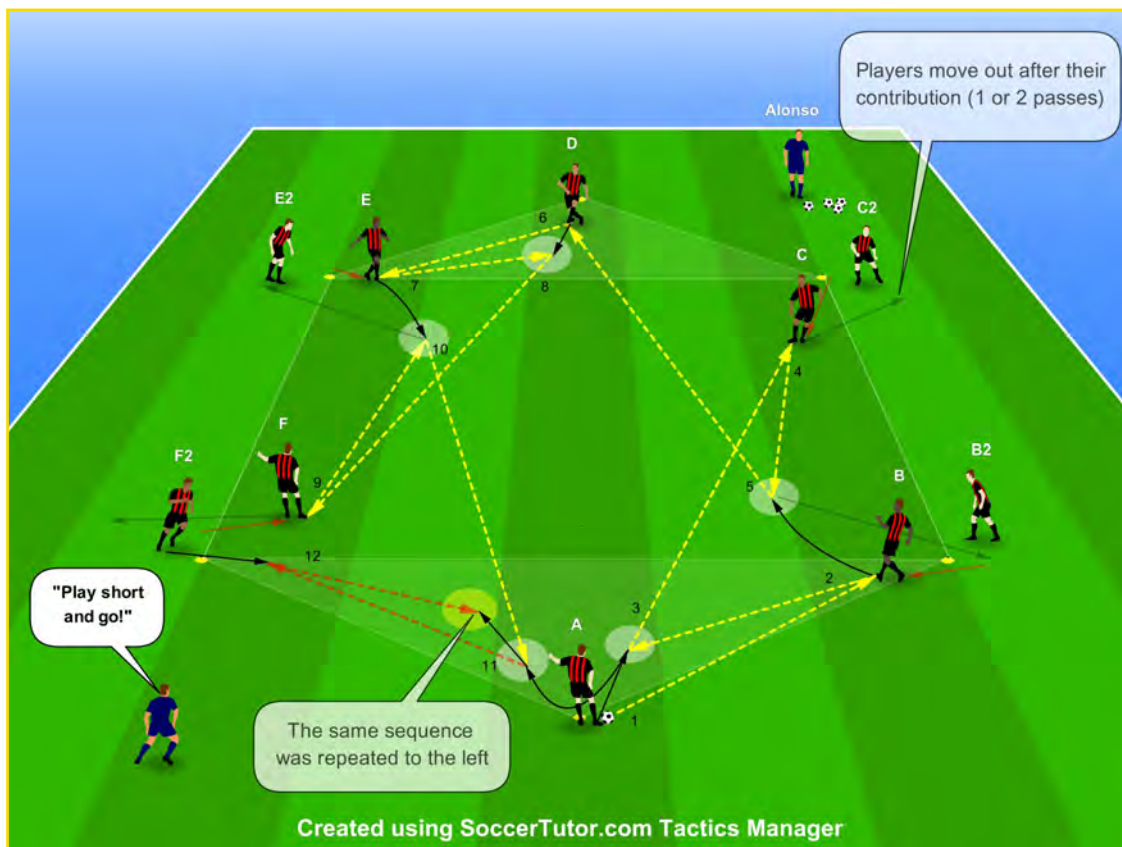 Players move out after their
contribution (1 or 2 passes)
Alonso
D
E2
E
C2
6
C
7
8
10
4
F
F2
B2
9
5
B
12
2
"Play short
and go!"
A
3
11
1
The same sequence
was repeated to the left
Created using SoccerTutor.com Tactics Manager